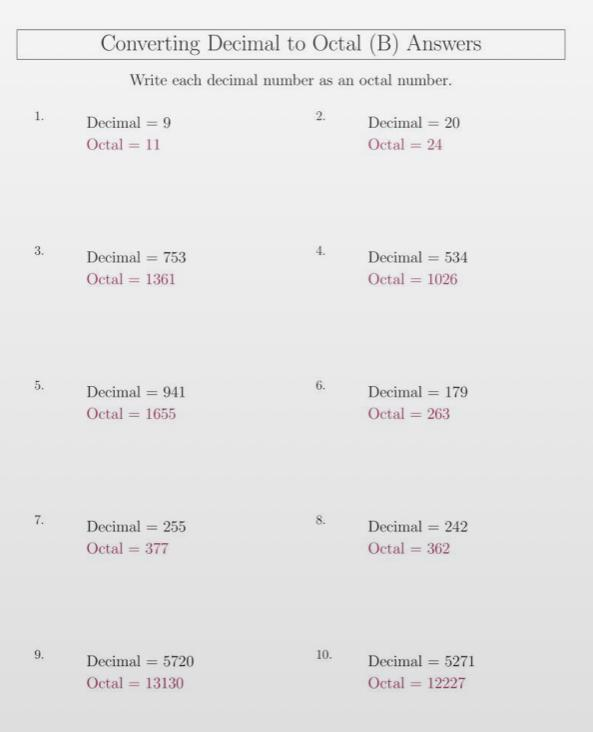 Converting Decimal to Octal (B) Answers
Write each decimal number as an octal number.
1.
Decimal = 9
Octal = 11
2.
Decimal = 20
Octal = 24
3.
Decimal = 753
Octal = 1361
4.
Decimal = 534
Octal = 1026
5.
Decimal = 941
Octal = 1655
6.
Decimal = 179
Octal = 263
7.
Decimal = 255
Octal = 377
8.
Decimal = 242
Octal = 362
9.
Decimal = 5720
Octal = 13130
10.
Decimal = 5271
Octal = 12227